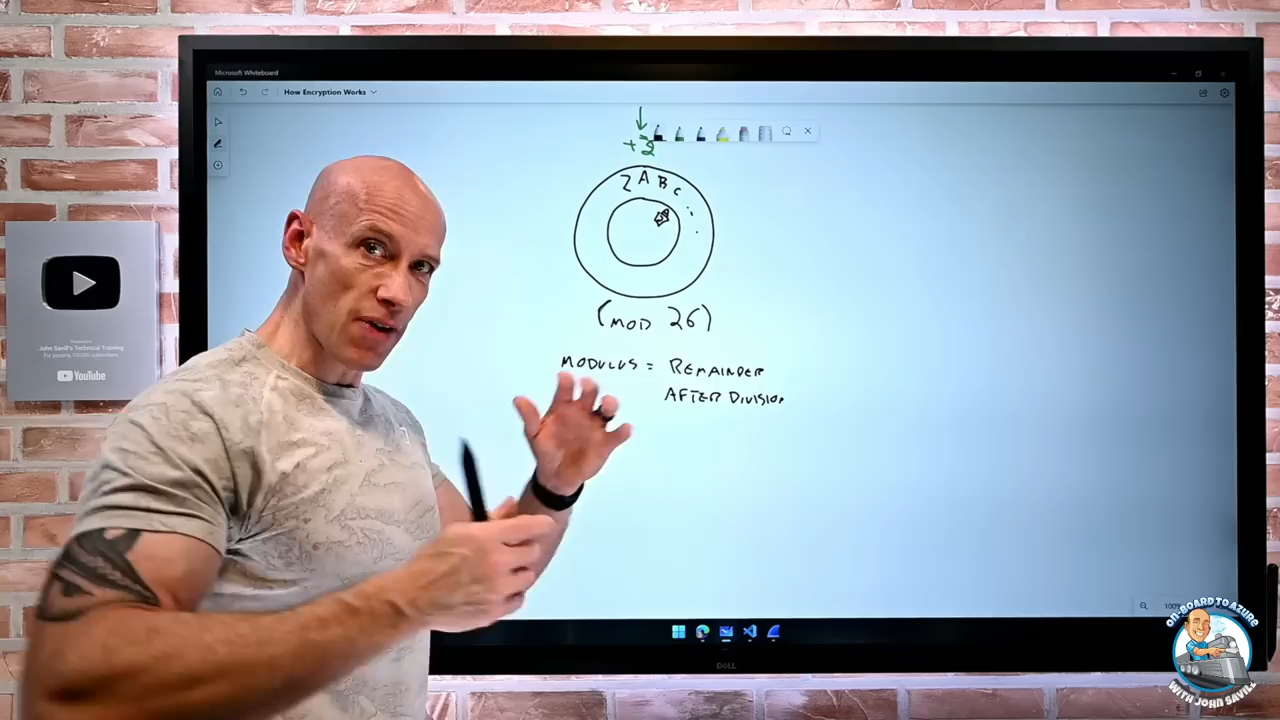 Microsoft Whiteboard
How Encryption Works
Z A B C ...
(MOD 26)
MODULUS = REMAINDER
AFTER DIVISION
John Savill's Technical Training
YouTube
DELL
ON-BOARD TO AZURE
WITH JOHN SAVILL